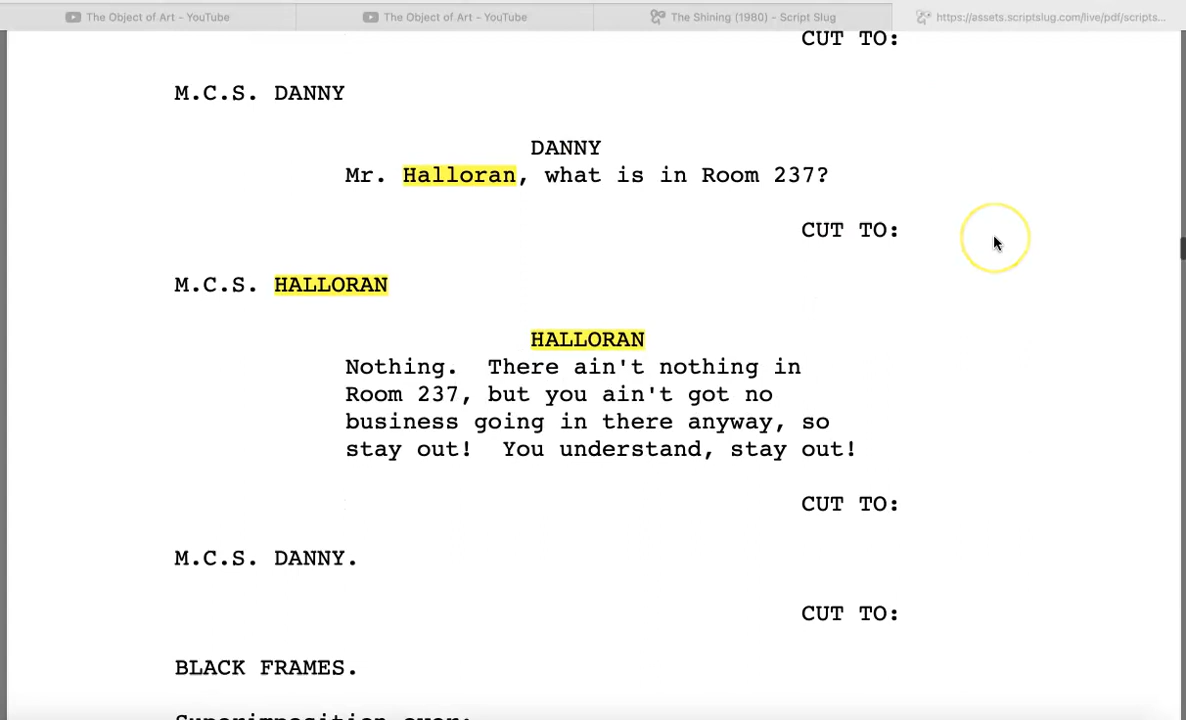 The Object of Art - YouTube
The Object of Art - YouTube
The Shining (1980) - Script Slug
https://assets.scriptslug.com/live/pdf/scripts...
CUT TO:
M.C.S. DANNY
DANNY
Mr. Halloran, what is in Room 237?
CUT TO:
M.C.S. HALLORAN
HALLORAN
Nothing. There ain't nothing in
Room 237, but you ain't got no
business going in there anyway, so
stay out! You understand, stay out!
CUT TO:
M.C.S. DANNY.
CUT TO:
BLACK FRAMES.
Superimposition over: